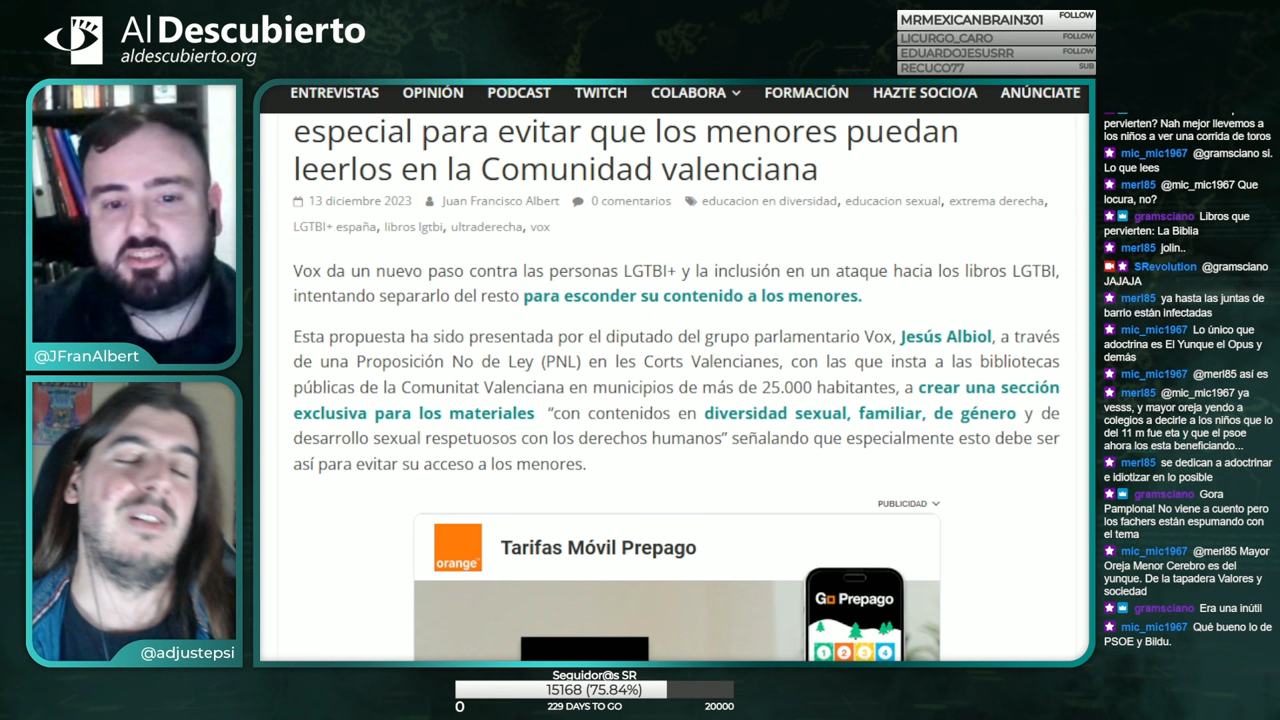 Al Descubierto
aldescubierto.org
MRMEXICANBRAIN301 FOLLOW
LICURGO_CARO FOLLOW
EDUARDOJESUSRR FOLLOW
RECUCO77 SUB
@JFranAlbert
@adjustepsi
ENTREVISTAS OPINIÓN PODCAST TWITCH COLABORA FORMACIÓN HAZTE SOCIO/A ANÚNCIATE
especial para evitar que los menores puedan
leerlos en la Comunidad valenciana
13 diciembre 2023 Juan Francisco Albert 0 comentarios educacion en diversidad, educacion sexual, extrema derecha,
LGTBI+ españa, libros lgtbi, ultraderecha, vox
Vox da un nuevo paso contra las personas LGTBI+ y la inclusión en un ataque hacia los libros LGTBI,
intentando separarlo del resto para esconder su contenido a los menores.
Esta propuesta ha sido presentada por el diputado del grupo parlamentario Vox, Jesús Albiol, a través
de una Proposición No de Ley (PNL) en les Corts Valencianes, con las que insta a las bibliotecas
públicas de la Comunitat Valenciana en municipios de más de 25.000 habitantes, a crear una sección
exclusiva para los materiales “con contenidos en diversidad sexual, familiar, de género y de
desarrollo sexual respetuosos con los derechos humanos” señalando que especialmente esto debe ser
así para evitar su acceso a los menores.
PUBLICIDAD
orange
Tarifas Móvil Prepago
Go Prepago
1 2 3 4
pervierten? Nah mejor llevemos a
los niños a ver una corrida de toros
mic_mic1967 @gramsciano si.
Lo que lees
merl85 @mic_mic1967 Que
locura, no?
gramsciano Libros que
pervierten: La Biblia
merl85 jolin..
SRevolution @gramsciano
JAJAJA
merl85 ya hasta las juntas de
barrio están infectadas
mic_mic1967 Lo único que
adoctrina es El Yunque el Opus y
demás
mic_mic1967 @merl85 así es
merl85 @mic_mic1967 ya
vesss, y mayor oreja yendo a
colegios a decirle a los niños que lo
del 11 m fue eta y que el psoe
ahora los esta beneficiando...
merl85 se dedican a adoctrinar
e idiotizar en lo posible
gramsciano Gora
Pamplona! No viene a cuento pero
los fachers están espumando con
el tema
mic_mic1967 @merl85 Mayor
Oreja Menor Cerebro es del
yunque. De la tapadera Valores y
sociedad
gramsciano Era una inútil
mic_mic1967 Qué bueno lo de
PSOE y Bildu.
Seguidor@s SR
15168 (75.84%)
0 229 DAYS TO GO 20000